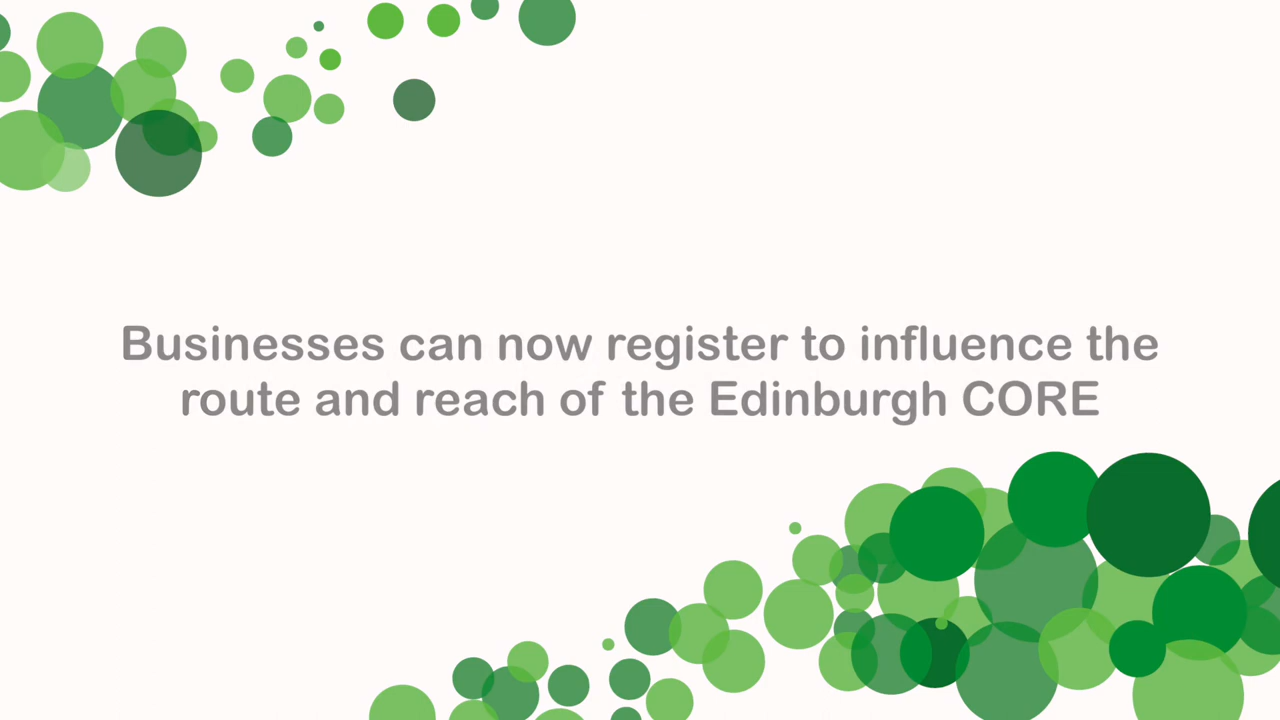 Businesses can now register to influence the
route and reach of the Edinburgh CORE